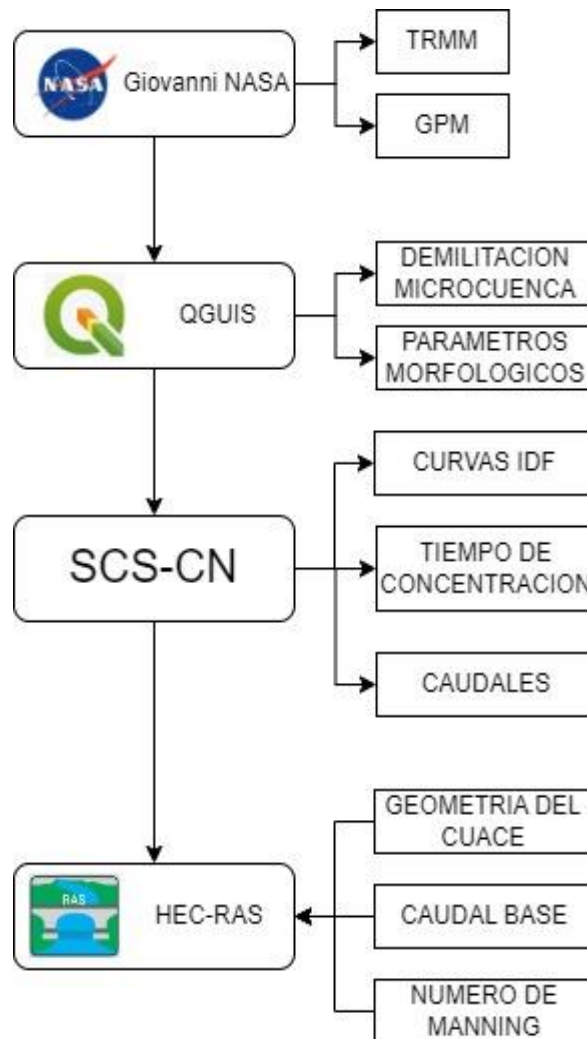 TRMM
NASA
Giovanni NASA
GPM
QGUIS
DEMILITACION
MICROCUENCA
PARAMETROS
MORFOLOGICOS
SCS-CN
CURVAS IDF
TIEMPO DE
CONCENTRACION
CAUDALES
RAS
HEC-RAS
GEOMETRIA DEL
CUACE
CAUDAL BASE
NUMERO DE
MANNING